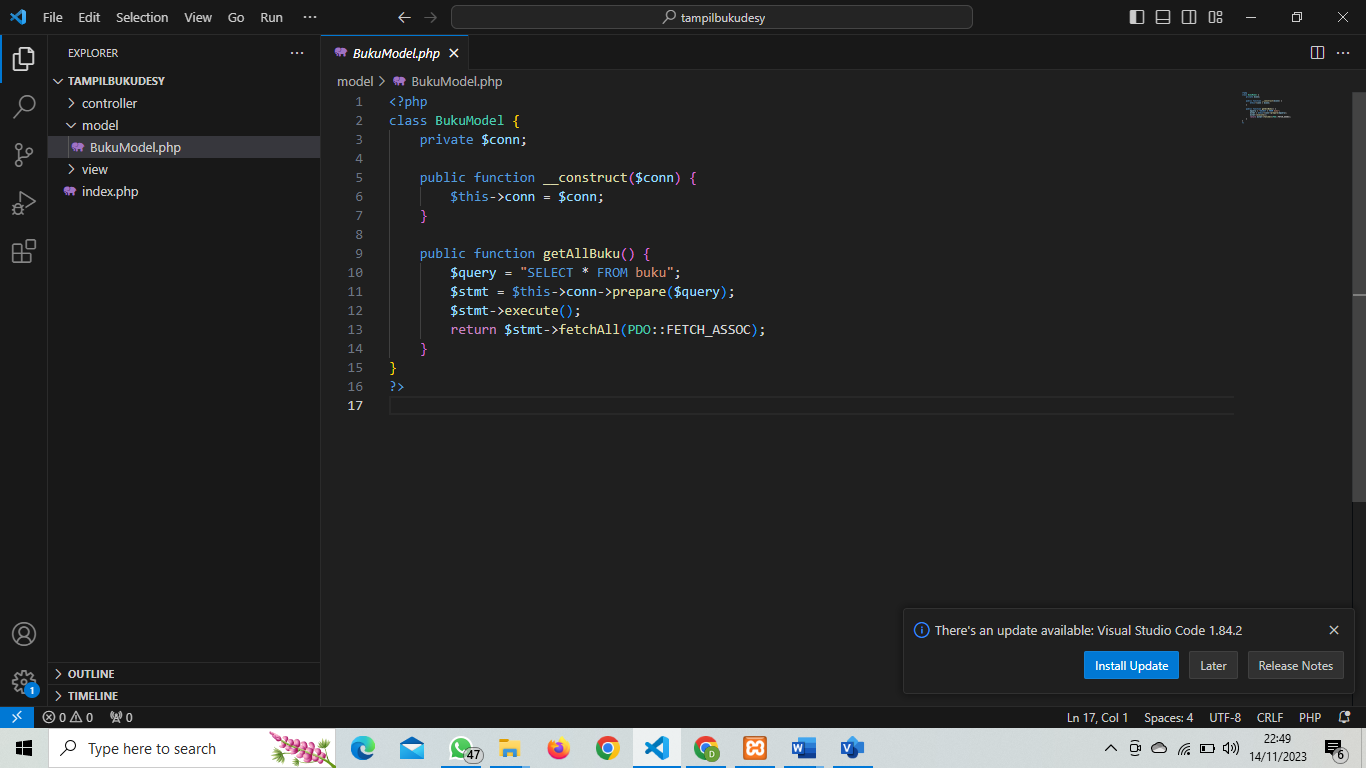 File Edit Selection View Go Run ···
tampilbukudesy
EXPLORER ···
TAMPILBUKUDESY
controller
model
BukuModel.php
view
index.php
OUTLINE
TIMELINE
BukuModel.php
model > BukuModel.php
1 <?php
2 class BukuModel {
3 private $conn;
4
5 public function __construct($conn) {
6 $this->conn = $conn;
7 }
8
9 public function getAllBuku() {
10 $query = "SELECT * FROM buku";
11 $stmt = $this->conn->prepare($query);
12 $stmt->execute();
13 return $stmt->fetchAll(PDO::FETCH_ASSOC);
14 }
15 }
16 ?>
17
There's an update available: Visual Studio Code 1.84.2
Install Update Later Release Notes
1
0 0 0 Ln 17, Col 1 Spaces: 4 UTF-8 CRLF PHP
Type here to search
47
D
22:49
14/11/2023
6